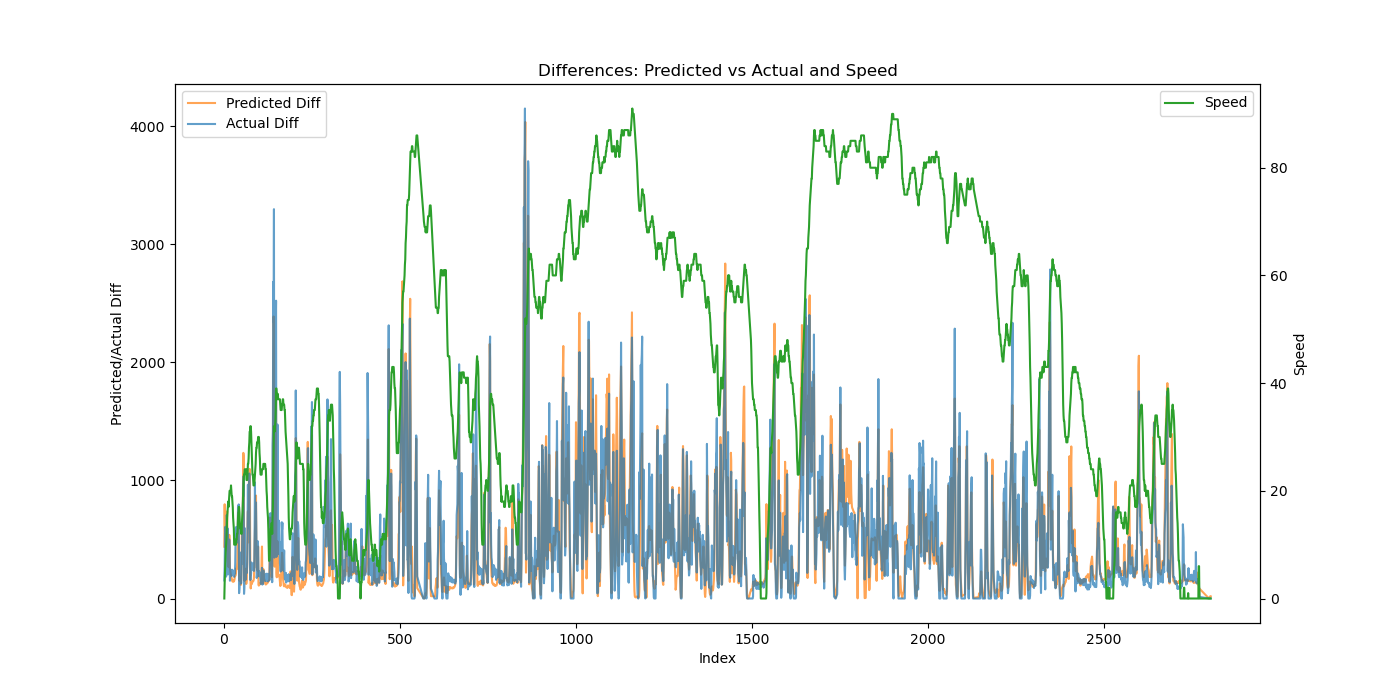 Differences: Predicted vs Actual and Speed
Predicted Diff
Actual Diff
Speed
4000
3000
2000
1000
0
Predicted/Actual Diff
80
60
40
20
0
Speed
0
500
1000
1500
2000
2500
Index